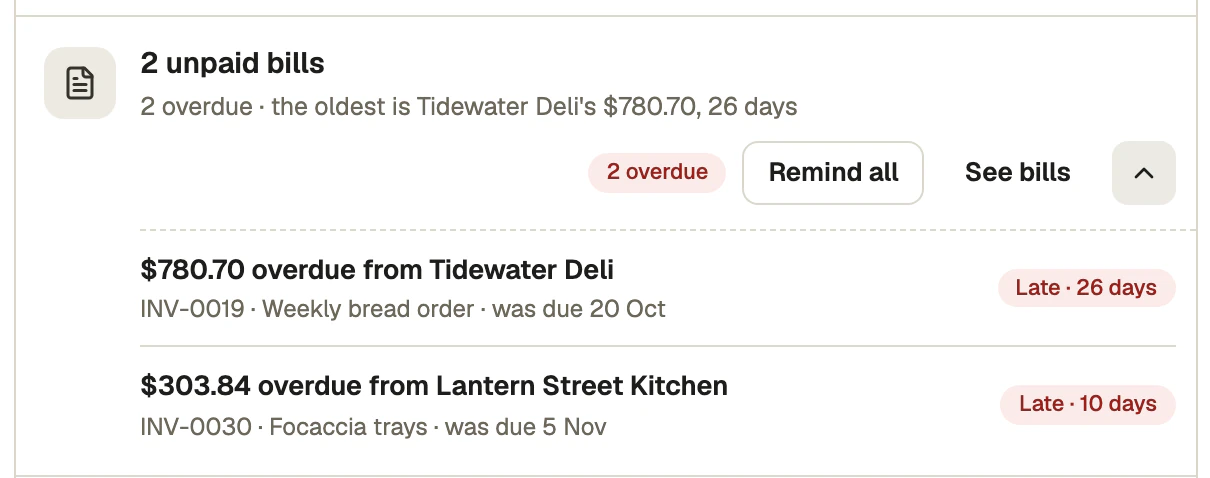 2 unpaid bills
2 overdue · the oldest is Tidewater Deli's $780.70, 26 days
2 overdue
Remind all
See bills
$780.70 overdue from Tidewater Deli
INV-0019 · Weekly bread order · was due 20 Oct
Late · 26 days
$303.84 overdue from Lantern Street Kitchen
INV-0030 · Focaccia trays · was due 5 Nov
Late · 10 days